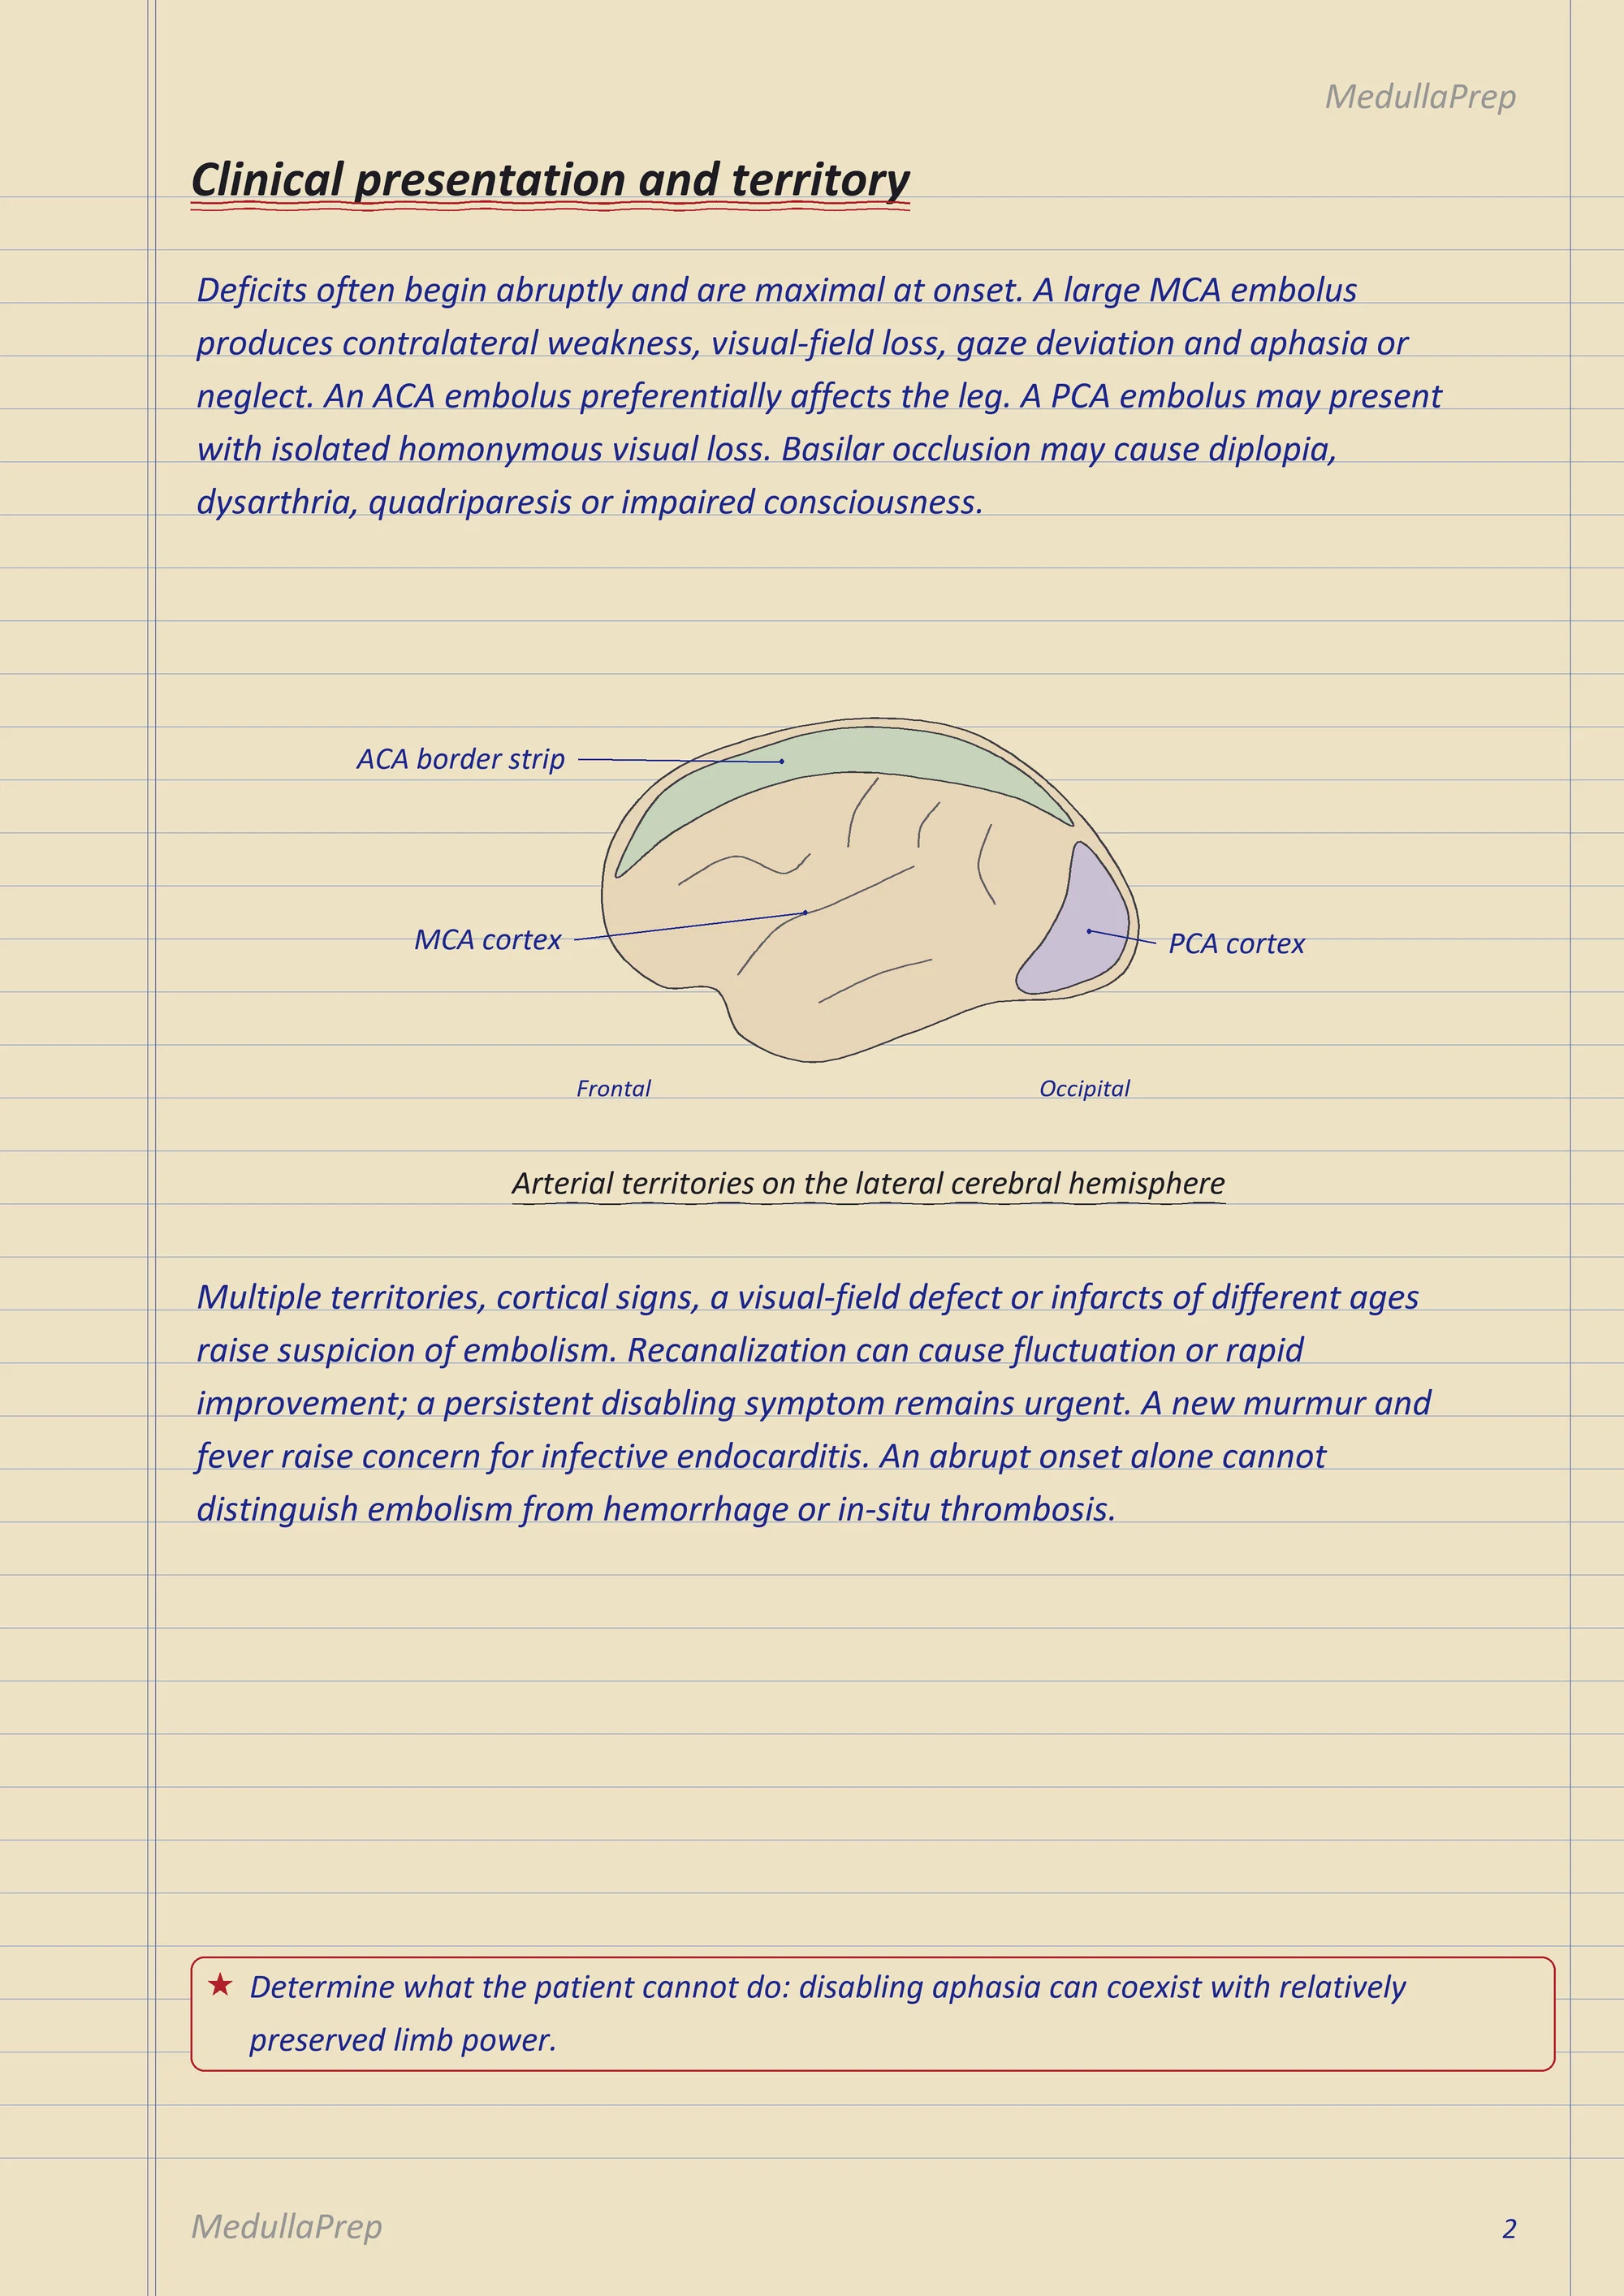 MedullaPrep
Clinical presentation and territory
Deficits often begin abruptly and are maximal at onset. A large MCA embolus
produces contralateral weakness, visual-field loss, gaze deviation and aphasia or
neglect. An ACA embolus preferentially affects the leg. A PCA embolus may present
with isolated homonymous visual loss. Basilar occlusion may cause diplopia,
dysarthria, quadriparesis or impaired consciousness.
ACA border strip
MCA cortex
PCA cortex
Frontal
Occipital
Arterial territories on the lateral cerebral hemisphere
Multiple territories, cortical signs, a visual-field defect or infarcts of different ages
raise suspicion of embolism. Recanalization can cause fluctuation or rapid
improvement; a persistent disabling symptom remains urgent. A new murmur and
fever raise concern for infective endocarditis. An abrupt onset alone cannot
distinguish embolism from hemorrhage or in-situ thrombosis.
★ Determine what the patient cannot do: disabling aphasia can coexist with relatively
preserved limb power.
MedullaPrep
2